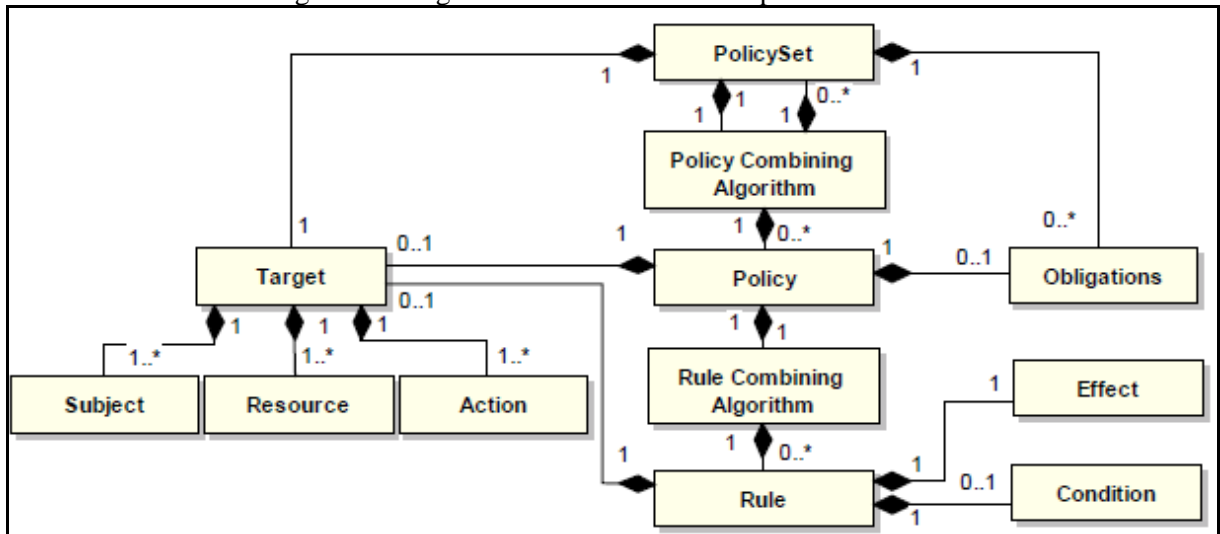 PolicySet
1
1
1
1
0..*
1
Policy Combining
Algorithm
1
0..*
1
0..*
0..1
1
1
0..1
Target
Policy
Obligations
0..1
1
1
1
1
1
1..*
1..*
1..*
Subject
Resource
Action
Rule Combining
Algorithm
1
Effect
1
0..*
1
1
0..1
Rule
1
Condition